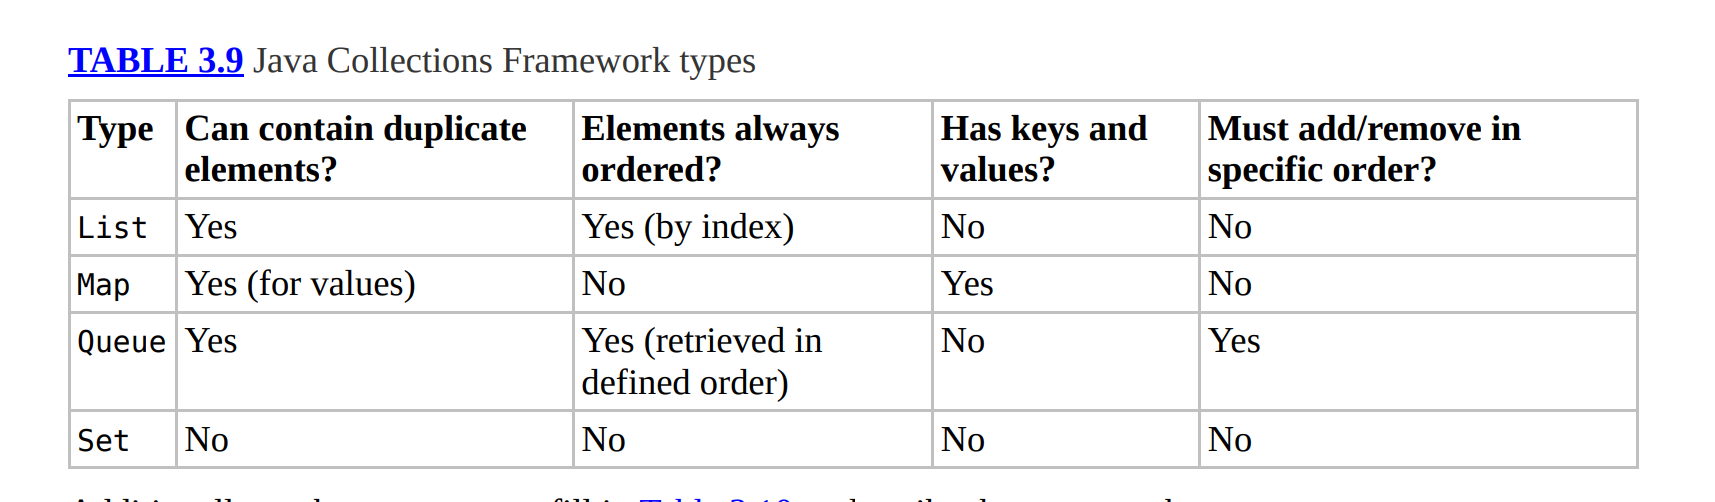 TABLE 3.9 Java Collections Framework types
Type Can contain duplicate elements? Elements always ordered? Has keys and values? Must add/remove in specific order?
List Yes Yes (by index) No No
Map Yes (for values) No Yes No
Queue Yes Yes (retrieved in defined order) No Yes
Set No No No No